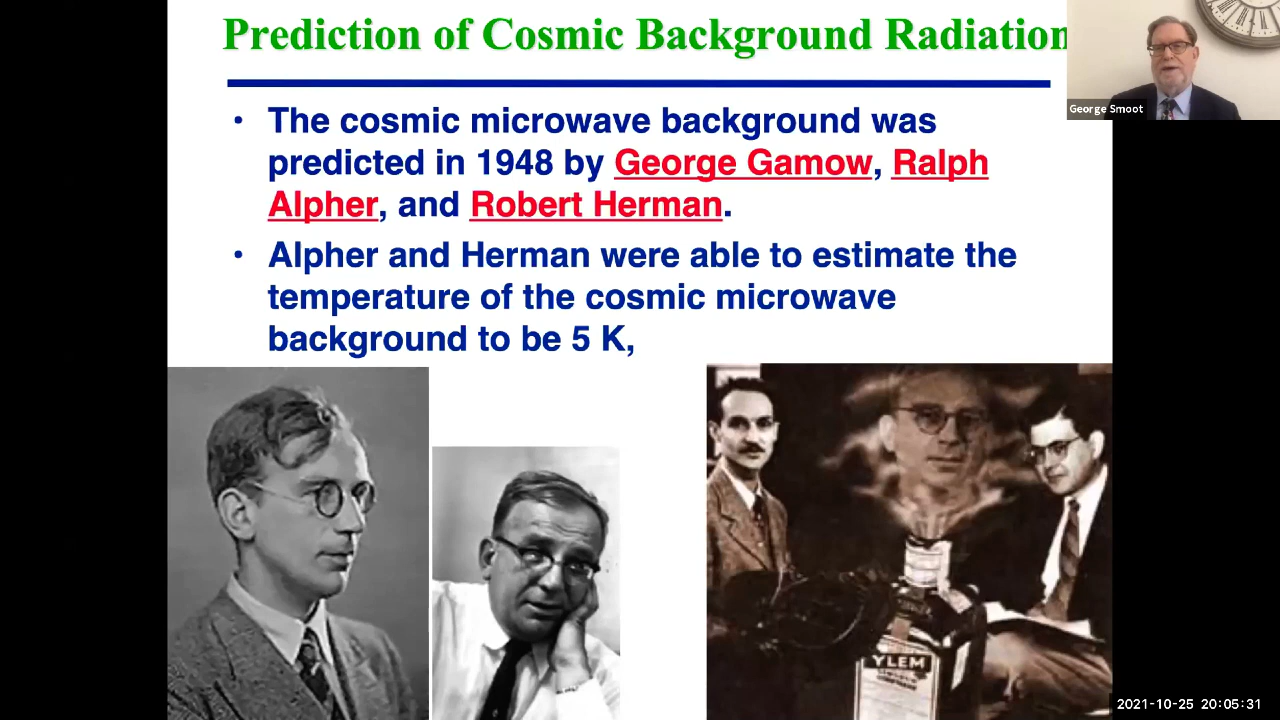 Prediction of Cosmic Background Radiation
George Smoot
• The cosmic microwave background was
predicted in 1948 by George Gamow, Ralph
Alpher, and Robert Herman.
• Alpher and Herman were able to estimate the
temperature of the cosmic microwave
background to be 5 K,
YLEM
2021-10-25 20:05:31